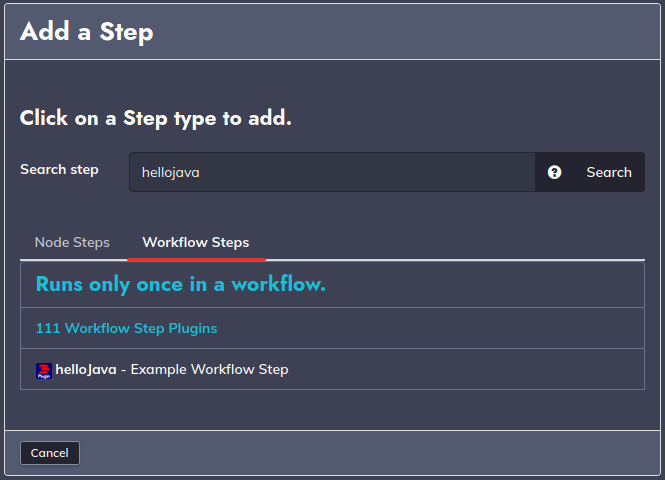 Add a Step
Click on a Step type to add.
Search step
hellojava
Search
Node Steps
Workflow Steps
Runs only once in a workflow.
111 Workflow Step Plugins
Plugin
helloJava - Example Workflow Step
Cancel